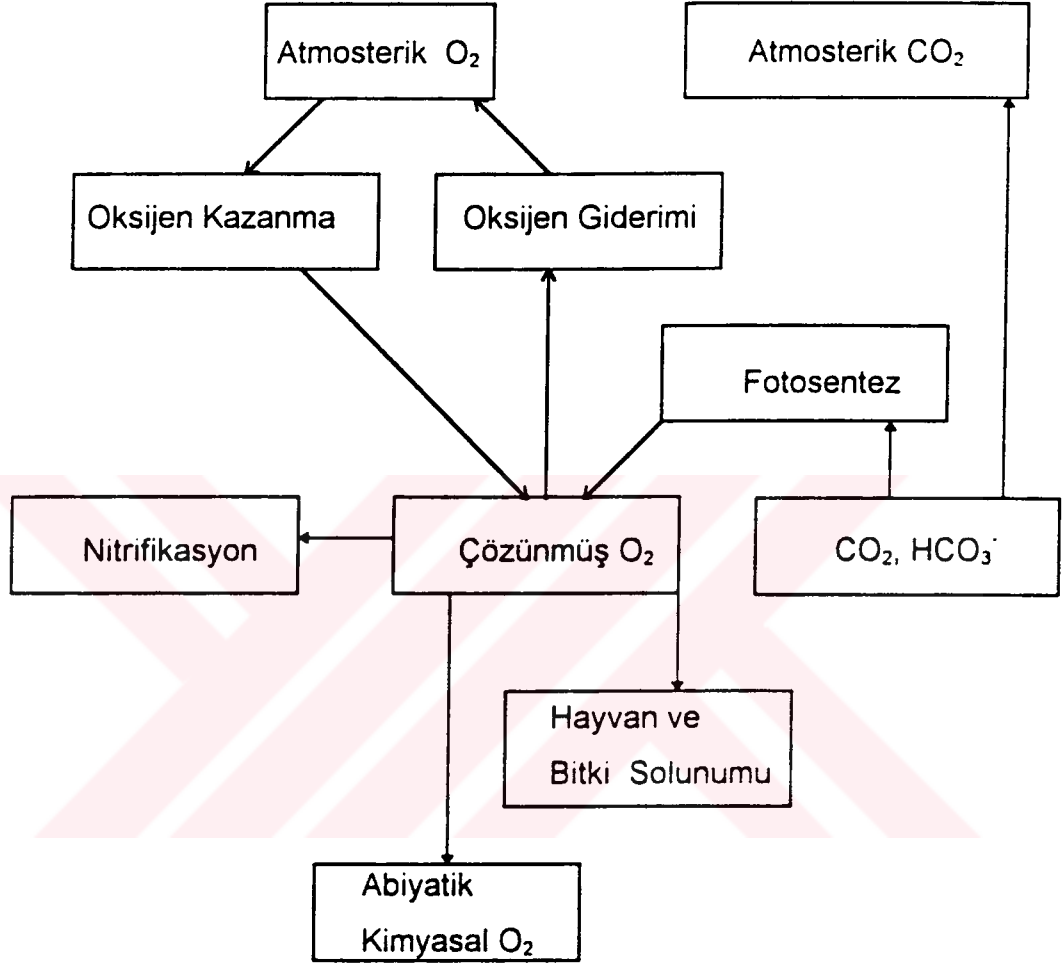 Atmosterik O₂
Atmosterik CO₂
Oksijen Kazanma
Oksijen Giderimi
Fotosentez
Nitrifikasyon
Çözünmüş O₂
CO₂, HCO₃⁻
Hayvan ve
Bitki Solunumu
Abiyatik
Kimyasal O₂